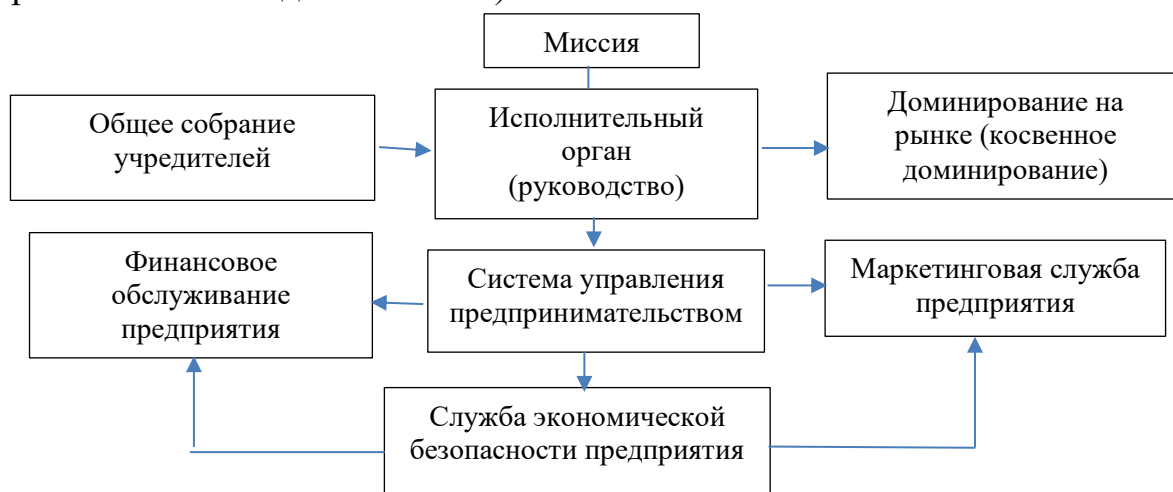 Миссия
Общее собрание
учредителей
Исполнительный
орган
(руководство)
Доминирование на
рынке (косвенное
доминирование)
Финансовое
обслуживание
предприятия
Система управления
предпринимательством
Маркетинговая служба
предприятия
Служба экономической
безопасности предприятия